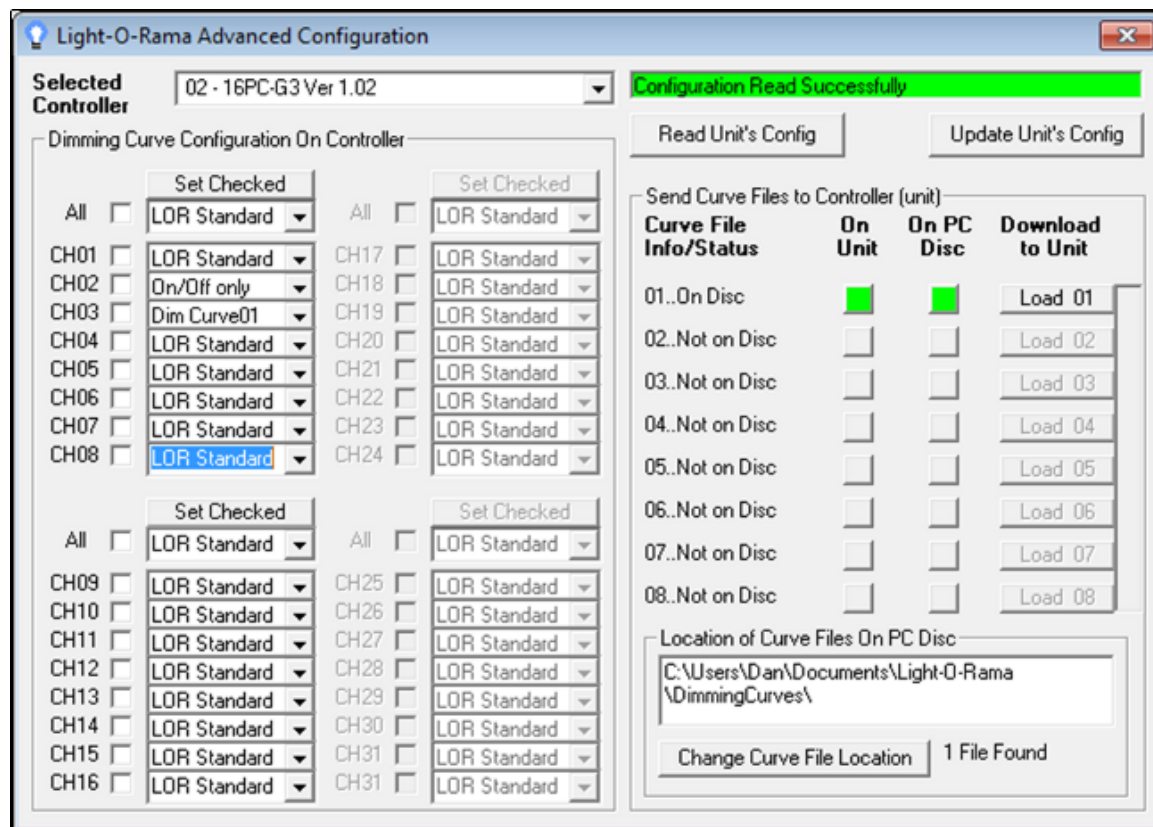 Light-O-Rama Advanced Configuration
Selected Controller
02 - 16PC-G3 Ver 1.02
Dimming Curve Configuration On Controller
Set Checked Set Checked
All LOR Standard All LOR Standard
CH01 LOR Standard CH17 LOR Standard
CH02 On/Off only CH18 LOR Standard
CH03 Dim Curve01 CH19 LOR Standard
CH04 LOR Standard CH20 LOR Standard
CH05 LOR Standard CH21 LOR Standard
CH06 LOR Standard CH22 LOR Standard
CH07 LOR Standard CH23 LOR Standard
CH08 LOR Standard CH24 LOR Standard
Set Checked Set Checked
All LOR Standard All LOR Standard
CH09 LOR Standard CH25 LOR Standard
CH10 LOR Standard CH26 LOR Standard
CH11 LOR Standard CH27 LOR Standard
CH12 LOR Standard CH28 LOR Standard
CH13 LOR Standard CH29 LOR Standard
CH14 LOR Standard CH30 LOR Standard
CH15 LOR Standard CH31 LOR Standard
CH16 LOR Standard CH31 LOR Standard
Configuration Read Successfully
Read Unit's Config Update Unit's Config
Send Curve Files to Controller (unit)
Curve File On On PC Download
Info/Status Unit Disc to Unit
01..On Disc Load 01
02..Not on Disc Load 02
03..Not on Disc Load 03
04..Not on Disc Load 04
05..Not on Disc Load 05
06..Not on Disc Load 06
07..Not on Disc Load 07
08..Not on Disc Load 08
Location of Curve Files On PC Disc
C:\Users\Dan\Documents\Light-O-Rama
\DimmingCurves\
Change Curve File Location 1 File Found